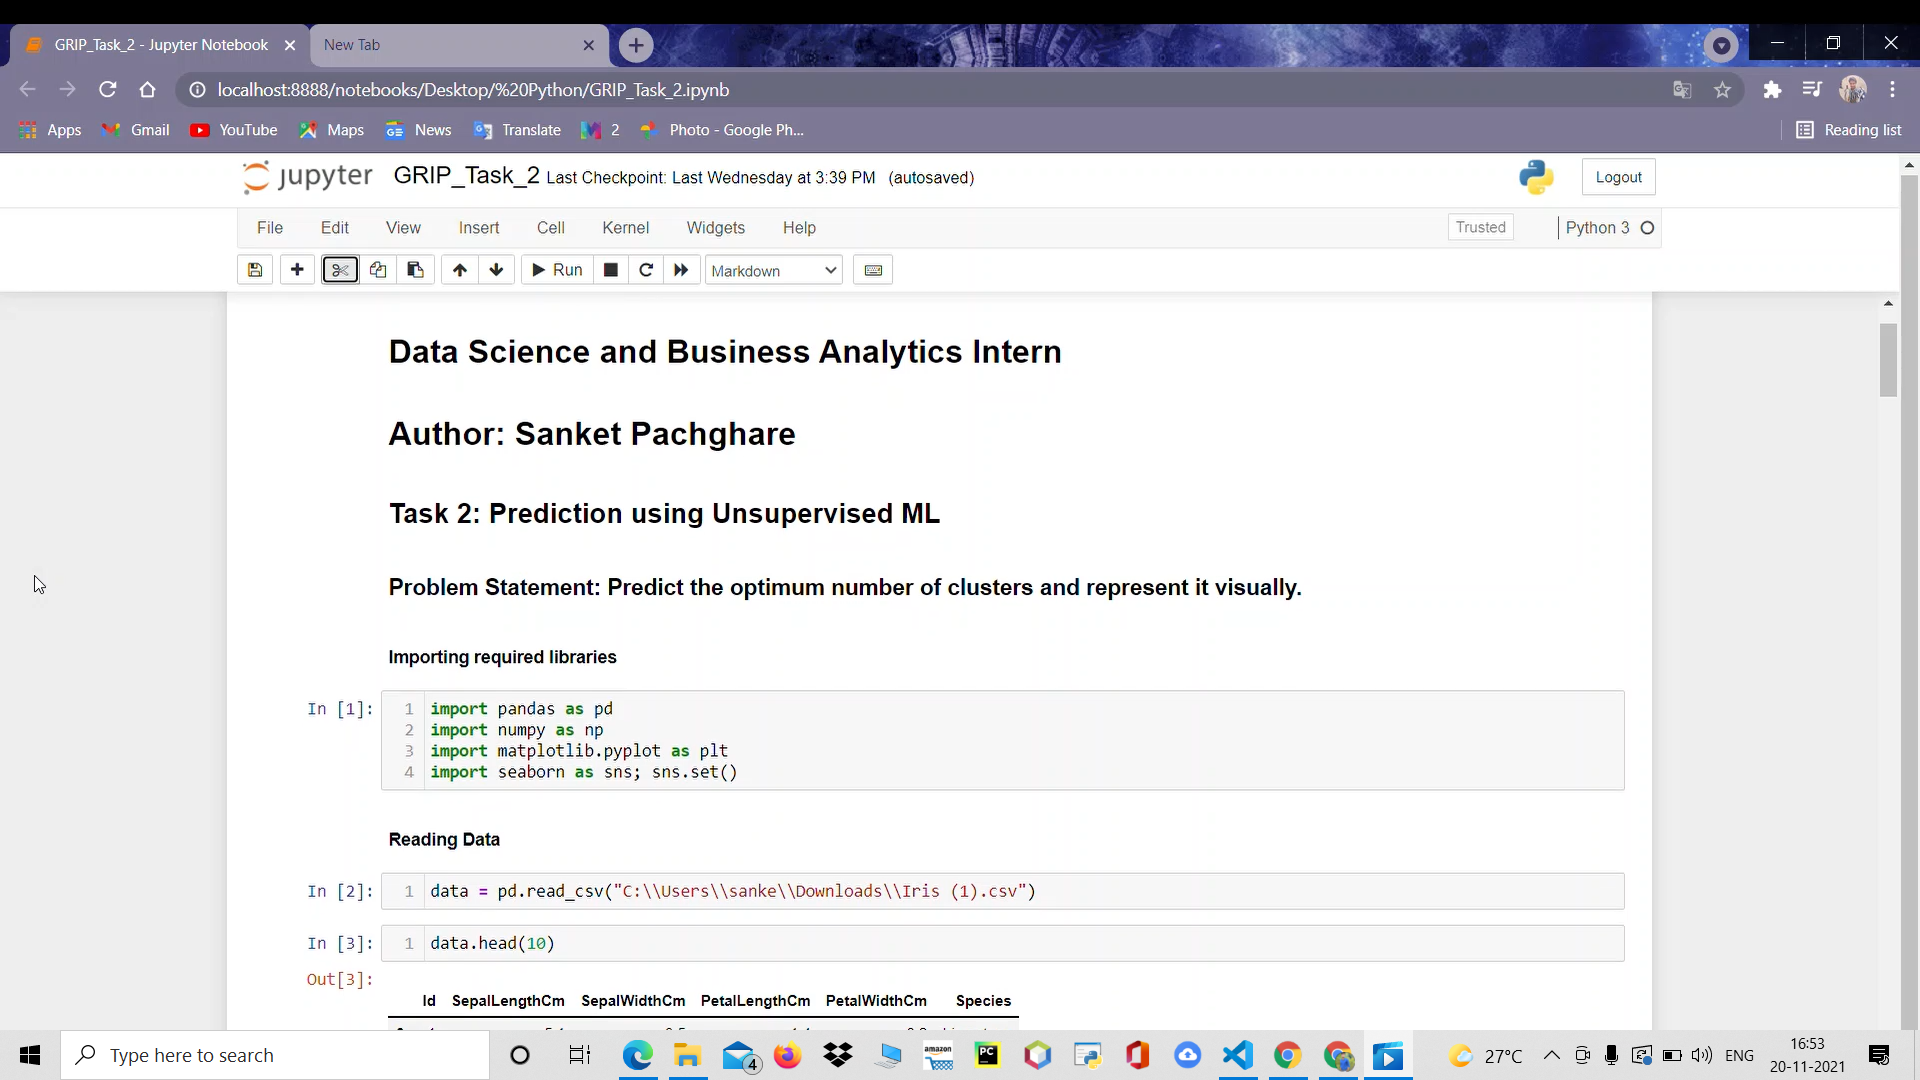 GRIP_Task_2 - Jupyter Notebook
New Tab
localhost:8888/notebooks/Desktop/%20Python/GRIP_Task_2.ipynb
Apps Gmail YouTube Maps News Translate 2 Photo - Google Ph... Reading list
jupyter GRIP_Task_2 Last Checkpoint: Last Wednesday at 3:39 PM (autosaved) Logout
File Edit View Insert Cell Kernel Widgets Help Trusted Python 3
Run Markdown
Data Science and Business Analytics Intern
Author: Sanket Pachghare
Task 2: Prediction using Unsupervised ML
Problem Statement: Predict the optimum number of clusters and represent it visually.
Importing required libraries
In [1]: 1 import pandas as pd
2 import numpy as np
3 import matplotlib.pyplot as plt
4 import seaborn as sns; sns.set()
Reading Data
In [2]: 1 data = pd.read_csv("C:\\Users\\sanke\\Downloads\\Iris (1).csv")
In [3]: 1 data.head(10)
Out[3]:
Id SepalLengthCm SepalWidthCm PetalLengthCm PetalWidthCm Species
Type here to search
4
amazon
PC
27°C
ENG
16:53
20-11-2021